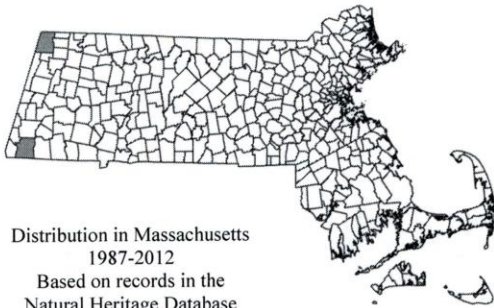 Distribution in Massachusetts
1987-2012
Based on records in the
Natural Heritage Database